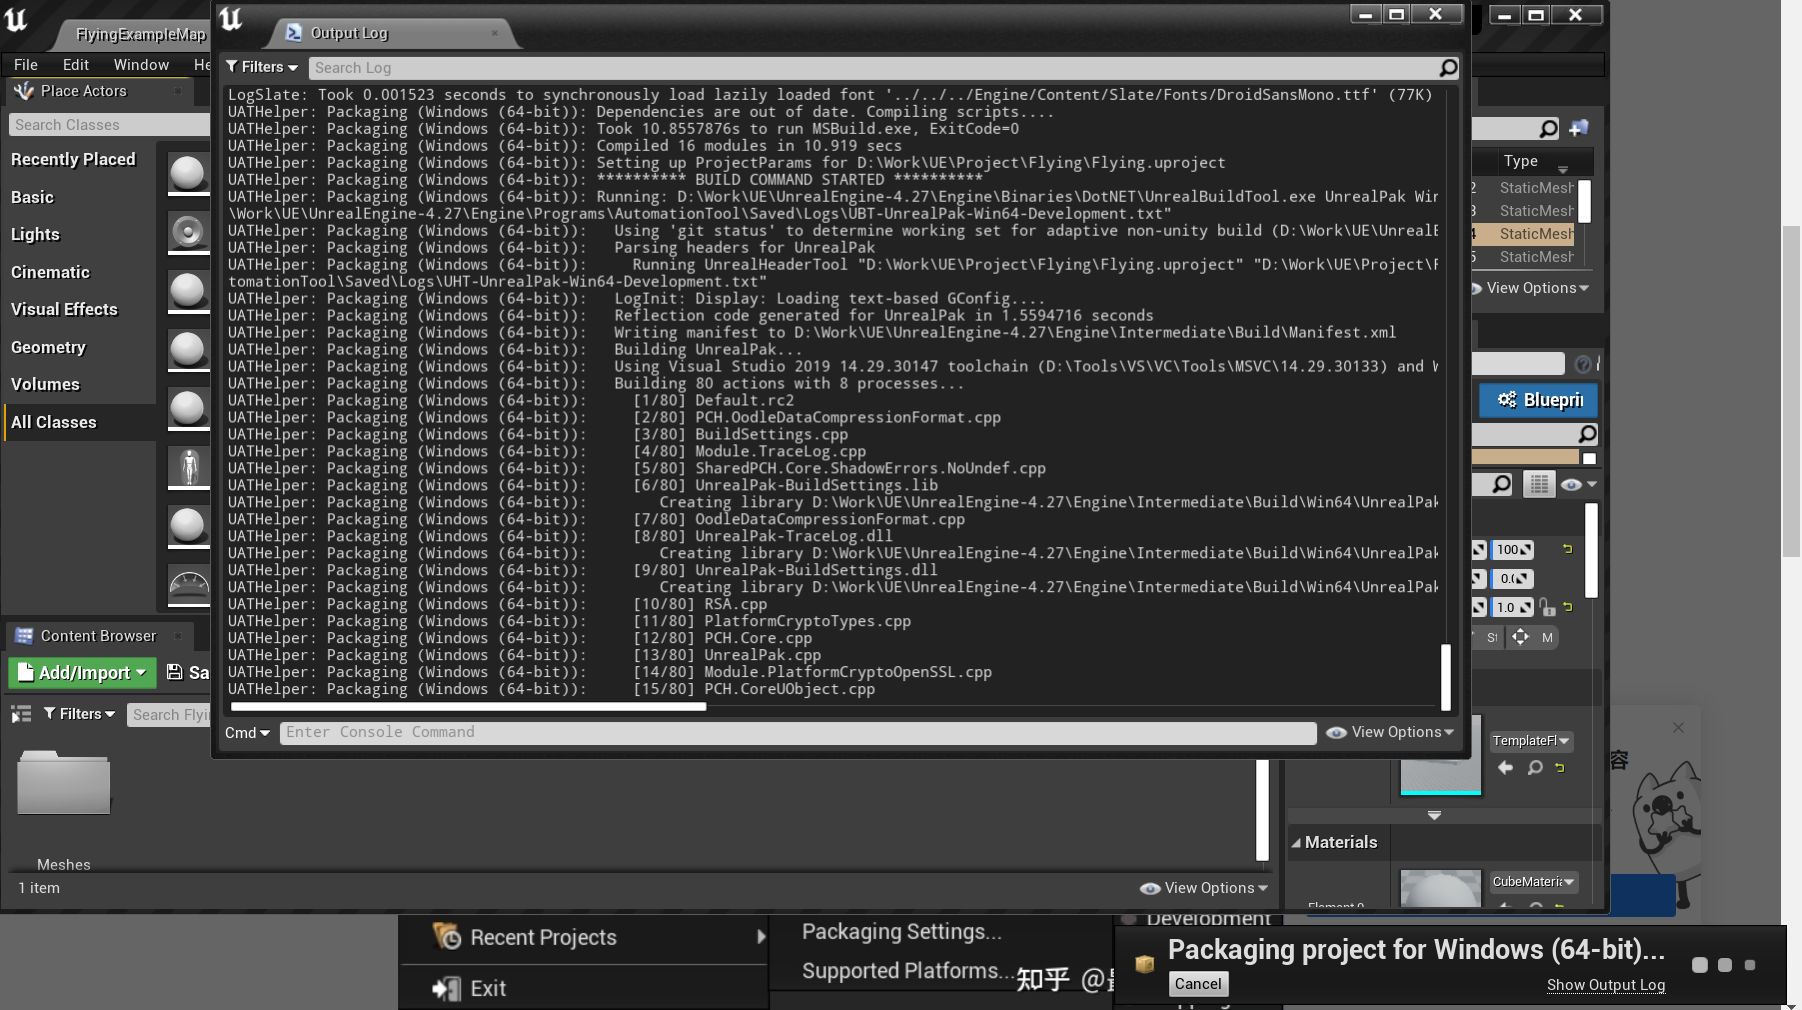 FlyingExampleMap
Output Log
File Edit Window
Filters
Search Log
Place Actors
Search Classes
Recently Placed
Basic
Lights
Cinematic
Visual Effects
Geometry
Volumes
All Classes
LogSlate: Took 0.001523 seconds to synchronously load lazily loaded font '../../../Engine/Content/Slate/Fonts/DroidSansMono.ttf' (77K)
UATHelper: Packaging (Windows (64-bit)): Dependencies are out of date. Compiling scripts....
UATHelper: Packaging (Windows (64-bit)): Took 10.8557876s to run MSBuild.exe, ExitCode=0
UATHelper: Packaging (Windows (64-bit)): Compiled 16 modules in 10.919 secs
UATHelper: Packaging (Windows (64-bit)): Setting up ProjectParams for D:\Work\UE\Project\Flying\Flying.uproject
UATHelper: Packaging (Windows (64-bit)): ********** BUILD COMMAND STARTED **********
UATHelper: Packaging (Windows (64-bit)): Running: D:\Work\UE\UnrealEngine-4.27\Engine\Binaries\DotNET\UnrealBuildTool.exe UnrealPak Win
\Work\UE\UnrealEngine-4.27\Engine\Programs\AutomationTool\Saved\Logs\UBT-UnrealPak-Win64-Development.txt"
UATHelper: Packaging (Windows (64-bit)):   Using 'git status' to determine working set for adaptive non-unity build (D:\Work\UE\UnrealE
UATHelper: Packaging (Windows (64-bit)):   Parsing headers for UnrealPak
UATHelper: Packaging (Windows (64-bit)):     Running UnrealHeaderTool "D:\Work\UE\Project\Flying\Flying.uproject" "D:\Work\UE\Project\F
tomationTool\Saved\Logs\UHT-UnrealPak-Win64-Development.txt"
UATHelper: Packaging (Windows (64-bit)):   LogInit: Display: Loading text-based GConfig....
UATHelper: Packaging (Windows (64-bit)):   Reflection code generated for UnrealPak in 1.5594716 seconds
UATHelper: Packaging (Windows (64-bit)):   Writing manifest to D:\Work\UE\UnrealEngine-4.27\Engine\Intermediate\Build\Manifest.xml
UATHelper: Packaging (Windows (64-bit)):   Building UnrealPak...
UATHelper: Packaging (Windows (64-bit)):   Using Visual Studio 2019 14.29.30147 toolchain (D:\Tools\VS\VC\Tools\MSVC\14.29.30133) and W
UATHelper: Packaging (Windows (64-bit)):   Building 80 actions with 8 processes...
UATHelper: Packaging (Windows (64-bit)):     [1/80] Default.rc2
UATHelper: Packaging (Windows (64-bit)):     [2/80] PCH.OodleDataCompressionFormat.cpp
UATHelper: Packaging (Windows (64-bit)):     [3/80] BuildSettings.cpp
UATHelper: Packaging (Windows (64-bit)):     [4/80] Module.TraceLog.cpp
UATHelper: Packaging (Windows (64-bit)):     [5/80] SharedPCH.Core.ShadowErrors.NoUndef.cpp
UATHelper: Packaging (Windows (64-bit)):     [6/80] UnrealPak-BuildSettings.lib
UATHelper: Packaging (Windows (64-bit)):        Creating library D:\Work\UE\UnrealEngine-4.27\Engine\Intermediate\Build\Win64\UnrealPak
UATHelper: Packaging (Windows (64-bit)):     [7/80] OodleDataCompressionFormat.cpp
UATHelper: Packaging (Windows (64-bit)):     [8/80] UnrealPak-TraceLog.dll
UATHelper: Packaging (Windows (64-bit)):        Creating library D:\Work\UE\UnrealEngine-4.27\Engine\Intermediate\Build\Win64\UnrealPak
UATHelper: Packaging (Windows (64-bit)):     [9/80] UnrealPak-BuildSettings.dll
UATHelper: Packaging (Windows (64-bit)):        Creating library D:\Work\UE\UnrealEngine-4.27\Engine\Intermediate\Build\Win64\UnrealPak
UATHelper: Packaging (Windows (64-bit)):     [10/80] RSA.cpp
UATHelper: Packaging (Windows (64-bit)):     [11/80] PlatformCryptoTypes.cpp
UATHelper: Packaging (Windows (64-bit)):     [12/80] PCH.Core.cpp
UATHelper: Packaging (Windows (64-bit)):     [13/80] UnrealPak.cpp
UATHelper: Packaging (Windows (64-bit)):     [14/80] Module.PlatformCryptoOpenSSL.cpp
UATHelper: Packaging (Windows (64-bit)):     [15/80] PCH.CoreUObject.cpp
Cmd
Enter Console Command
View Options
Type
2 StaticMesh
3 StaticMesh
4 StaticMesh
5 StaticMesh
View Options
Blueprin
100
0.0
1.0
St M
TemplateFl
Materials
CubeMateria
Content Browser
Add/Import
Sa
Filters
Search Flyi
Meshes
1 item
View Options
容
Recent Projects
Exit
Packaging Settings...
Supported Platforms...
Development
知乎 @
Packaging project for Windows (64-bit)...
Cancel
Show Output Log